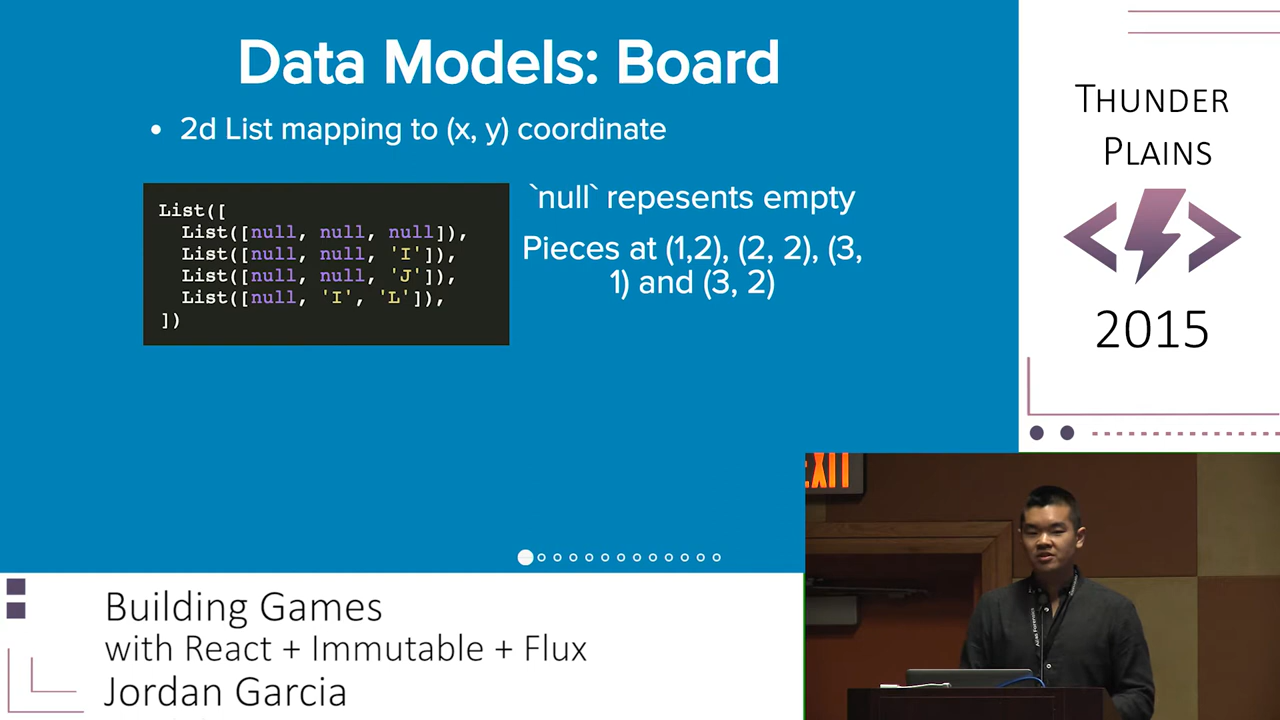 Data Models: Board
• 2d List mapping to (x, y) coordinate
List([
List([null, null, null]),
List([null, null, 'I']),
List([null, null, 'J']),
List([null, 'I', 'L']),
])
`null` repesents empty
Pieces at (1,2), (2, 2), (3,
1) and (3, 2)
THUNDER
PLAINS
2015
EXIT
Building Games
with React + Immutable + Flux
Jordan Garcia